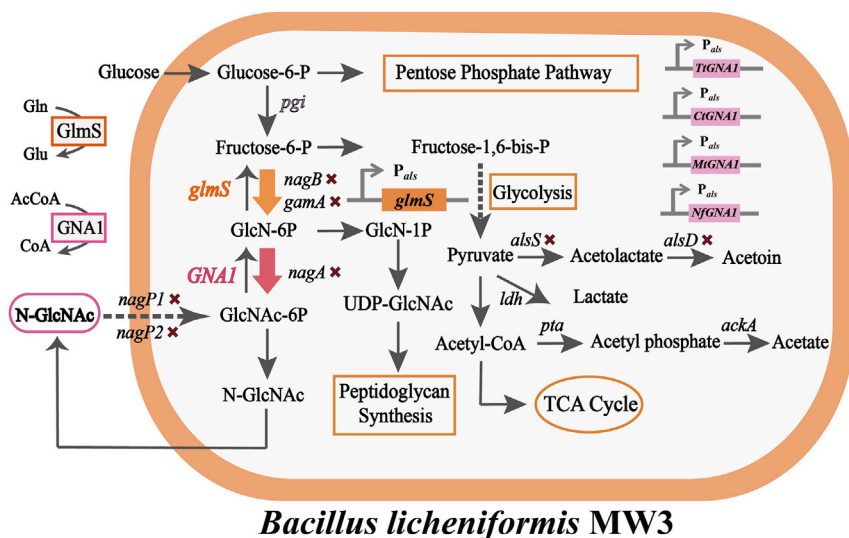 Glucose
Glucose-6-P
Pentose Phosphate Pathway
P als
TtGNA1
Gln
GlmS
Glu
pgi
P als
CtGNA1
Fructose-6-P
Fructose-1,6-bis-P
P als
MtGNA1
glmS
nagB
gamA
P als
glmS
Glycolysis
P als
NfGNA1
AcCoA
GNA1
CoA
GlcN-6P
GlcN-1P
Pyruvate
alsS
Acetolactate
alsD
Acetoin
GNA1
nagA
N-GlcNAc
nagP1
nagP2
GlcNAc-6P
UDP-GlcNAc
ldh
Lactate
Acetyl-CoA
pta
Acetyl phosphate
ackA
Acetate
N-GlcNAc
Peptidoglycan
Synthesis
TCA Cycle
Bacillus licheniformis MW3